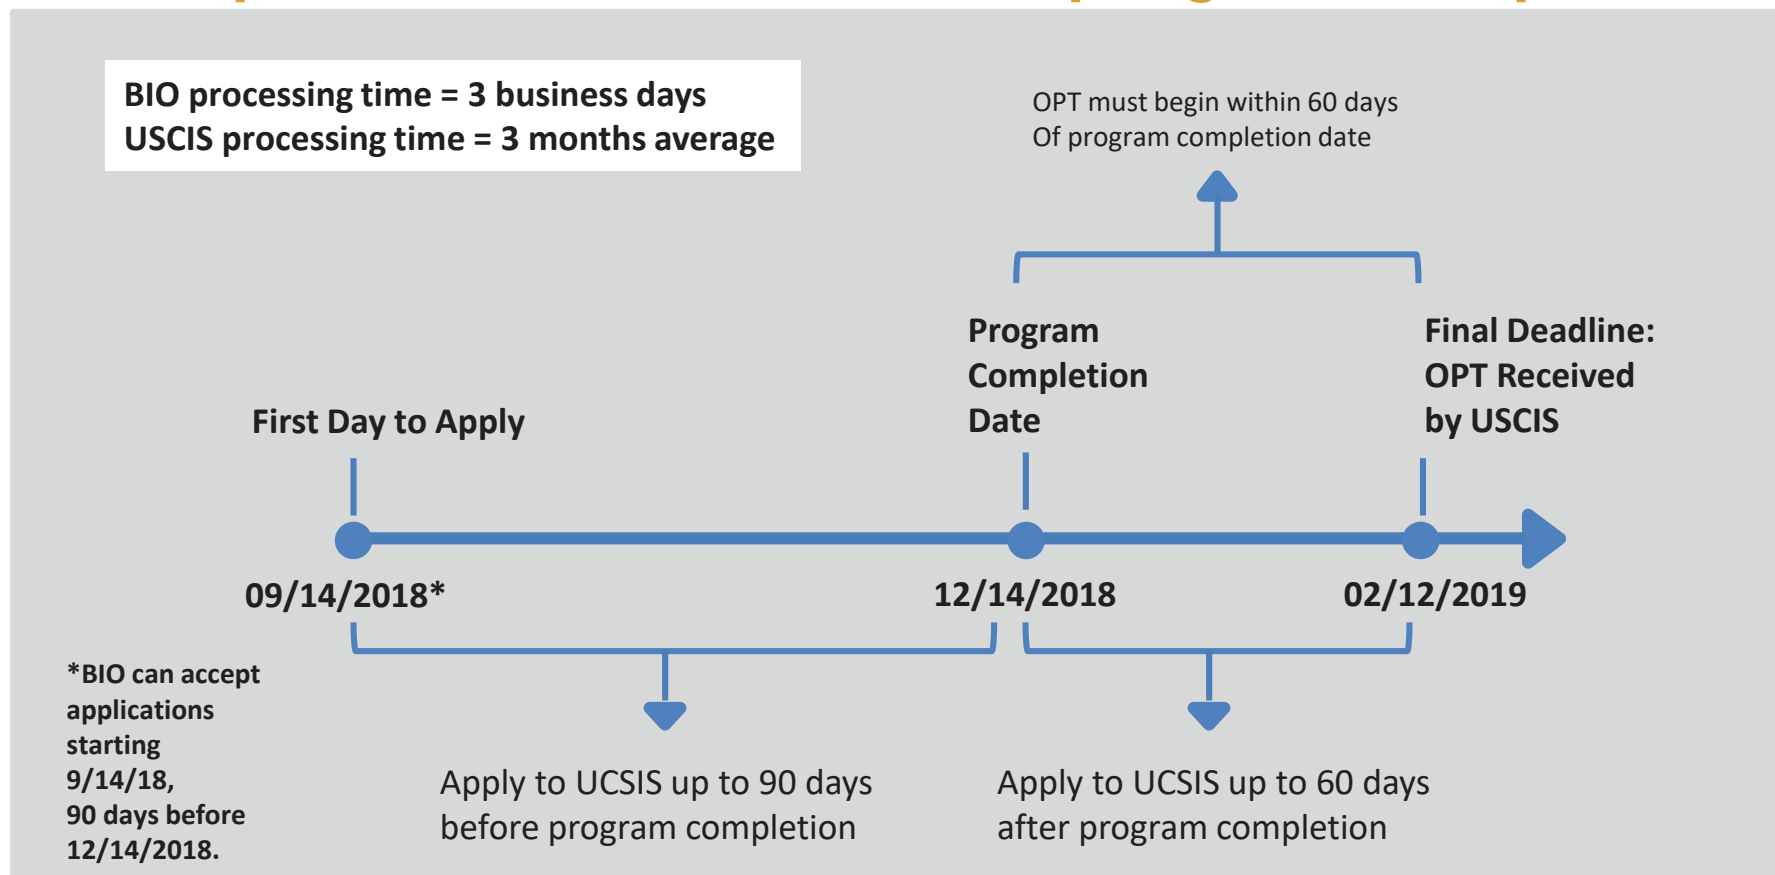 BIO processing time = 3 business days
USCIS processing time = 3 months average
OPT must begin within 60 days
Of program completion date
Program
Completion
Date
Final Deadline:
OPT Received
by USCIS
First Day to Apply
09/14/2018*
12/14/2018
02/12/2019
*BIO can accept
applications
starting
9/14/18,
90 days before
12/14/2018.
Apply to UCSIS up to 90 days
before program completion
Apply to UCSIS up to 60 days
after program completion